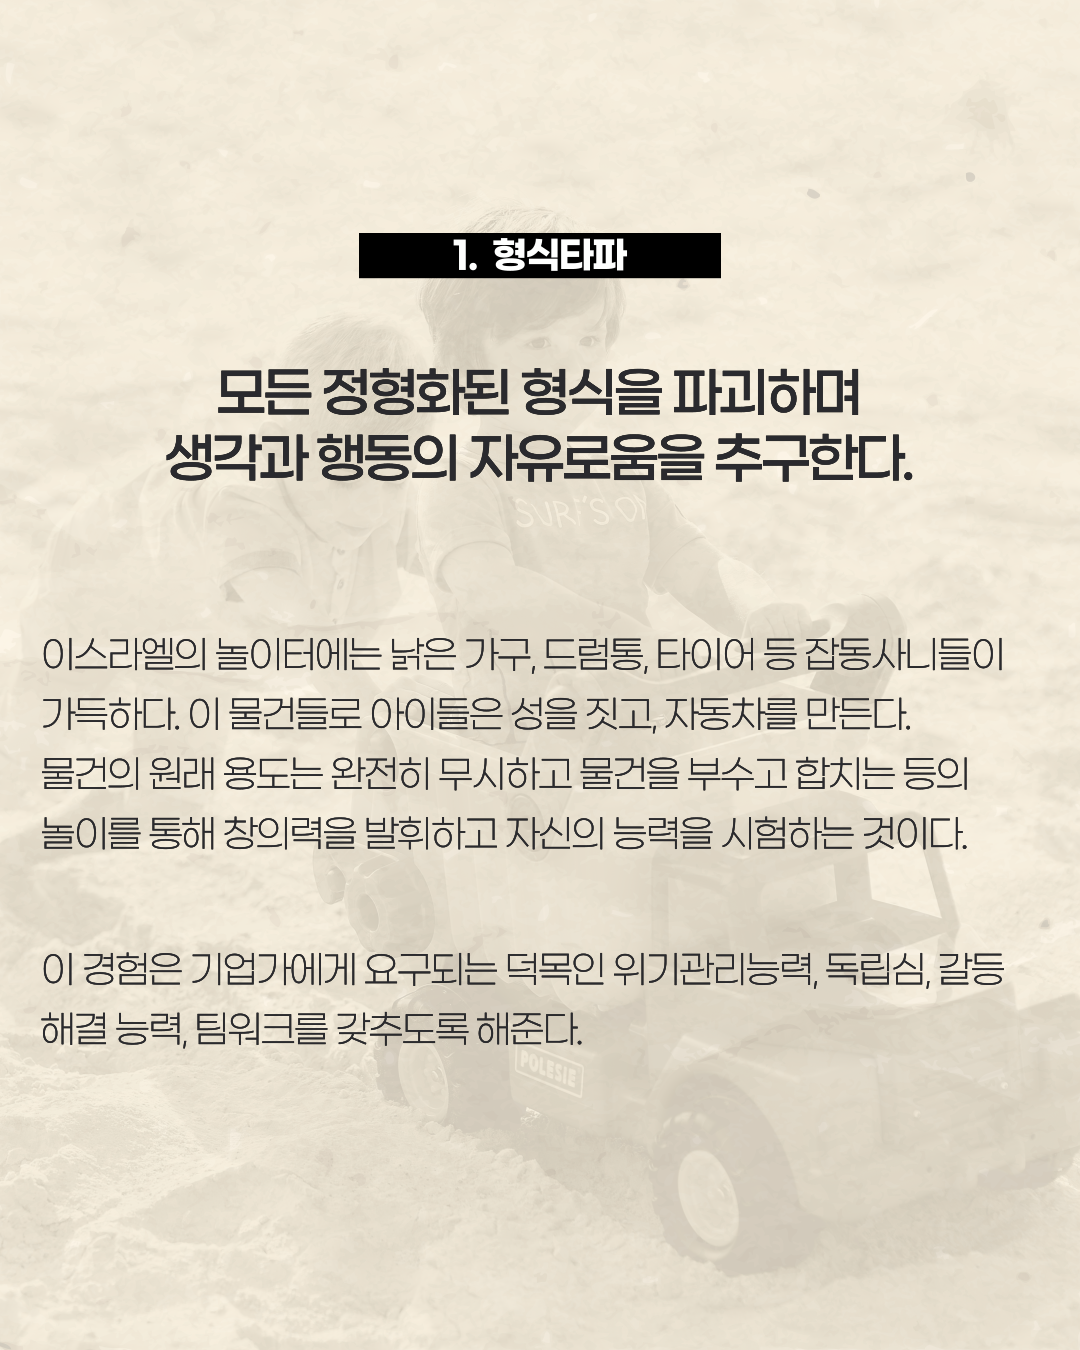 1. 형식타파
모든 정형화된 형식을 파괴하며
생각과 행동의 자유로움을 추구한다.
SURF'S ON
이스라엘의 놀이터에는 낡은 가구, 드럼통, 타이어 등 잡동사니들이
가득하다. 이 물건들로 아이들은 성을 짓고, 자동차를 만든다.
물건의 원래 용도는 완전히 무시하고 물건을 부수고 합치는 등의
놀이를 통해 창의력을 발휘하고 자신의 능력을 시험하는 것이다.
이 경험은 기업가에게 요구되는 덕목인 위기관리능력, 독립심, 갈등
해결 능력, 팀워크를 갖추도록 해준다.
POLESIE